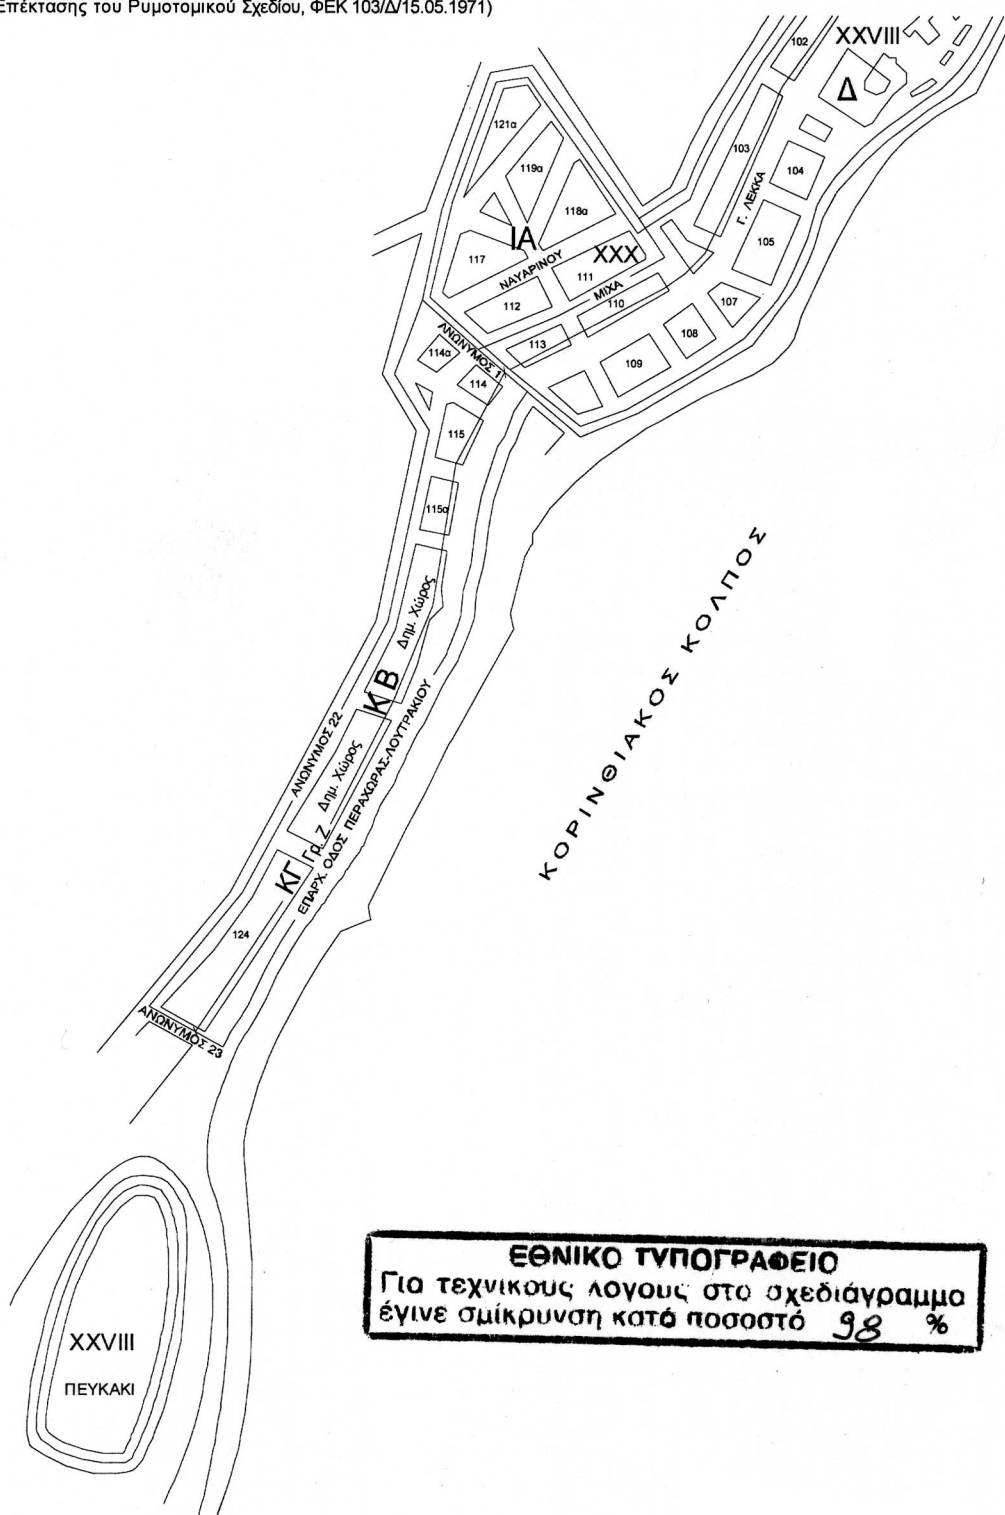 Επέκτασης του Ρυμοτομικού Σχεδίου, ΦΕΚ 103/Δ/15.05.1971)
102
XXVIII
Δ
121α
103
119α
104
Γ. ΛΕΚΚΑ
118α
ΙΑ
105
XXX
117
ΝΑΥΑΡΙΝΟΥ
111
ΜΙΧΑ
110
107
112
108
ΑΝΩΝΥΜΟΣ 1
113
114α
109
114
115
115α
ΚΟΡΙΝΘΙΑΚΟΣ ΚΟΛΠΟΣ
Δημ. Χώρος
ΚΒ
ΑΝΩΝΥΜΟΣ 22
Δημ. Χώρος
ΕΠΑΡΧ. ΟΔΟΣ ΠΕΡΑΧΩΡΑΣ-ΛΟΥΤΡΑΚΙΟΥ
Γρ. Ζ
ΚΓ
124
ΑΝΩΝΥΜΟΣ 23
ΕΘΝΙΚΟ ΤΥΠΟΓΡΑΦΕΙΟ
Για τεχνικους λογους στο σχεδιάγραμμα
έγινε σμίκρυνση κατά ποσοστό 98 %
XXVIII
ΠΕΥΚΑΚΙ